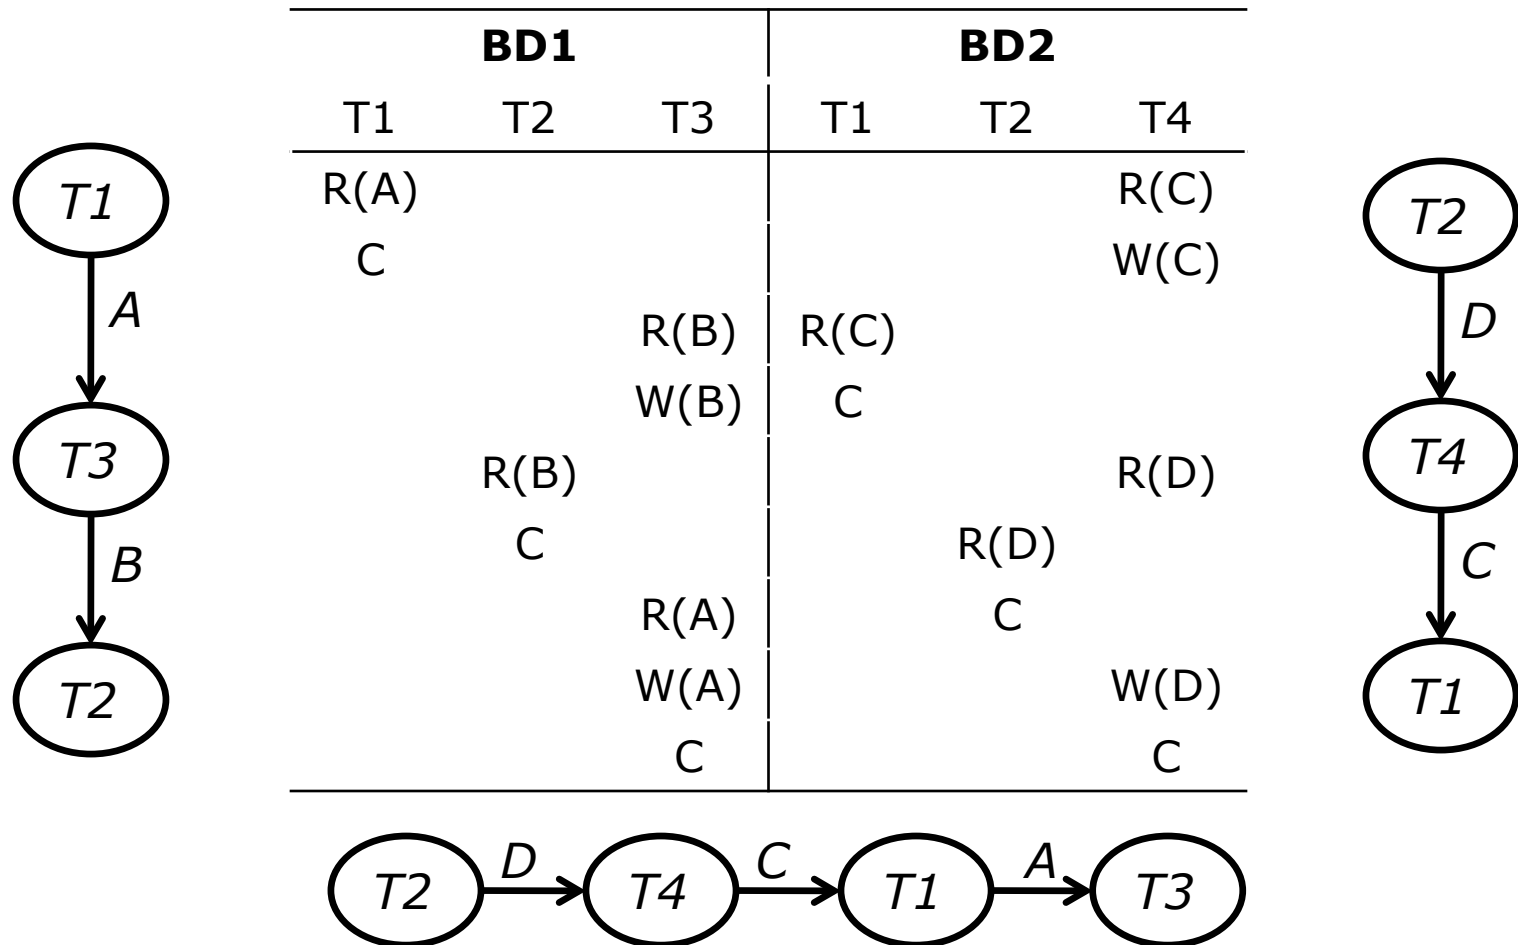 BD1 BD2
T1 T2 T3 T1 T2 T4
R(A) R(C)
C W(C)
R(B) R(C)
W(B) C
R(B) R(D)
C R(D)
R(A) C
W(A) W(D)
C C
T1
A
T3
B
T2
T2
D
T4
C
T1
T2 D T4 C T1 A T3